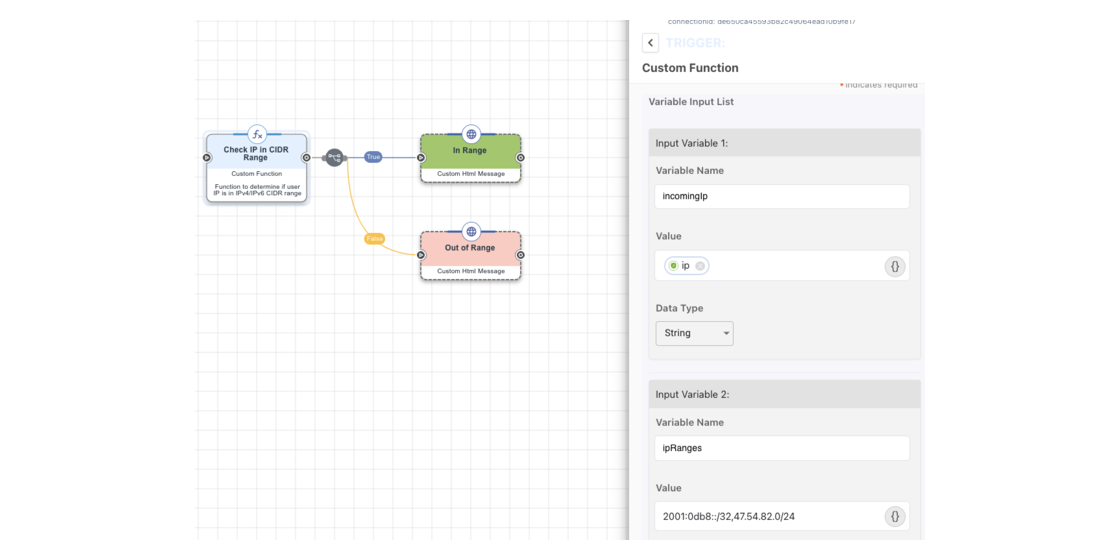 connectionId: de650ca45593b82c49064ead10b9fe17
TRIGGER:
Custom Function
* Indicates required
Variable Input List
Input Variable 1:
Variable Name
incomingIp
Value
ip
{}
Data Type
String
Input Variable 2:
Variable Name
ipRanges
Value
2001:0db8::/32,47.54.82.0/24
{}
fx
Check IP in CIDR
Range
Custom Function
Function to determine if user
IP is in IPv4/IPv6 CIDR range
True
In Range
Custom Html Message
False
Out of Range
Custom Html Message